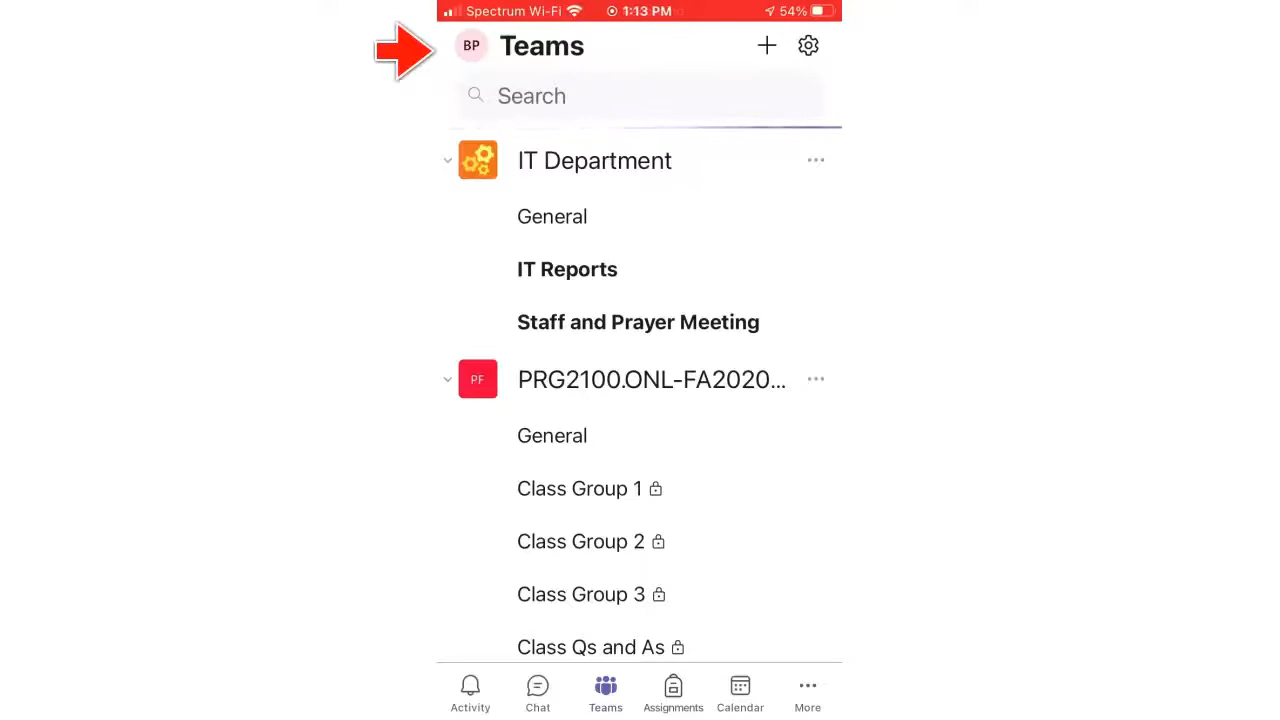 Spectrum Wi-Fi 1:13 PM 54%
BP Teams
Search
IT Department
General
IT Reports
Staff and Prayer Meeting
PF PRG2100.ONL-FA2020...
General
Class Group 1
Class Group 2
Class Group 3
Class Qs and As
Activity Chat Teams Assignments Calendar More